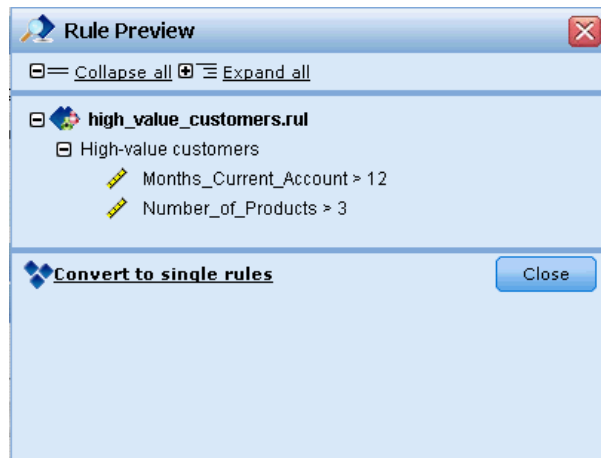 Rule Preview
Collapse all Expand all
high_value_customers.rul
High-value customers
Months_Current_Account > 12
Number_of_Products > 3
Convert to single rules Close